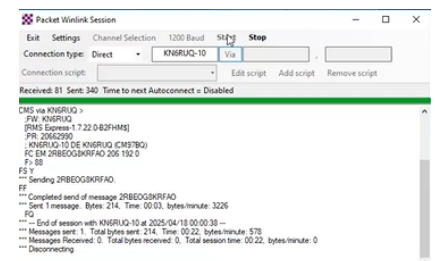 Packet Winlink Session
Exit Settings Channel Selection 1200 Baud Start Stop
Connection type: Direct KN6RUQ-10 Via ,
Connection script: Edit script Add script Remove script
Received: 81 Sent: 340 Time to next Autoconnect = Disabled
CMS via KN6RUQ >
;FW: KN6RUQ
[RMS Express-1.7.22.0-B2FHM$]
;PR: 20662990
; KN6RUQ-10 DE KN6RUQ (CM97BQ)
FC EM 2RBEOG8KRFAO 206 192 0
F> 88
FS Y
*** Sending 2RBEOG8KRFAO.
FF
*** Completed send of message 2RBEOG8KRFAO
*** Sent 1 message. Bytes: 214, Time: 00:03, bytes/minute: 3226
FQ
*** --- End of session with KN6RUQ-10 at 2025/04/18 00:00:38 ---
*** Messages sent: 1. Total bytes sent: 214, Time: 00:22, bytes/minute: 578
*** Messages Received: 0. Total bytes received: 0, Total session time: 00:22, bytes/minute: 0
*** Disconnecting